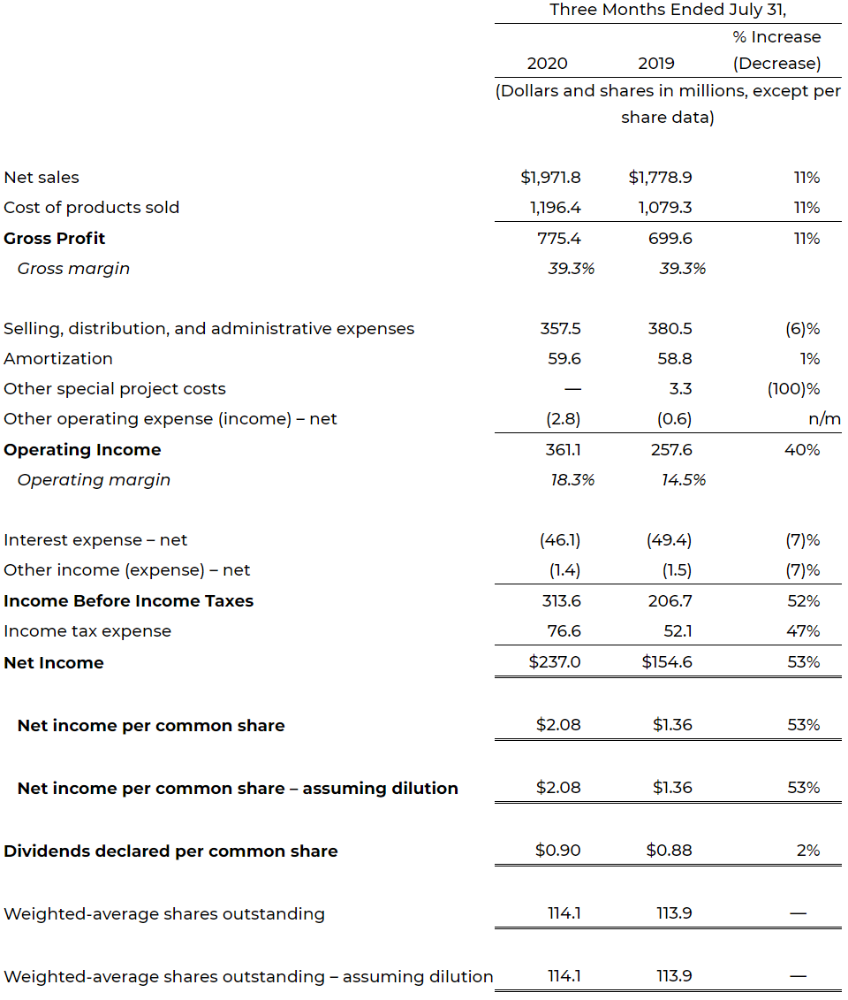 Three Months Ended July 31,
% Increase
2020 2019 (Decrease)
(Dollars and shares in millions, except per
share data)
Net sales $1,971.8 $1,778.9 11%
Cost of products sold 1,196.4 1,079.3 11%
Gross Profit 775.4 699.6 11%
Gross margin 39.3% 39.3%
Selling, distribution, and administrative expenses 357.5 380.5 (6)%
Amortization 59.6 58.8 1%
Other special project costs — 3.3 (100)%
Other operating expense (income) – net (2.8) (0.6) n/m
Operating Income 361.1 257.6 40%
Operating margin 18.3% 14.5%
Interest expense – net (46.1) (49.4) (7)%
Other income (expense) – net (1.4) (1.5) (7)%
Income Before Income Taxes 313.6 206.7 52%
Income tax expense 76.6 52.1 47%
Net Income $237.0 $154.6 53%
Net income per common share $2.08 $1.36 53%
Net income per common share – assuming dilution $2.08 $1.36 53%
Dividends declared per common share $0.90 $0.88 2%
Weighted-average shares outstanding 114.1 113.9 —
Weighted-average shares outstanding – assuming dilution 114.1 113.9 —